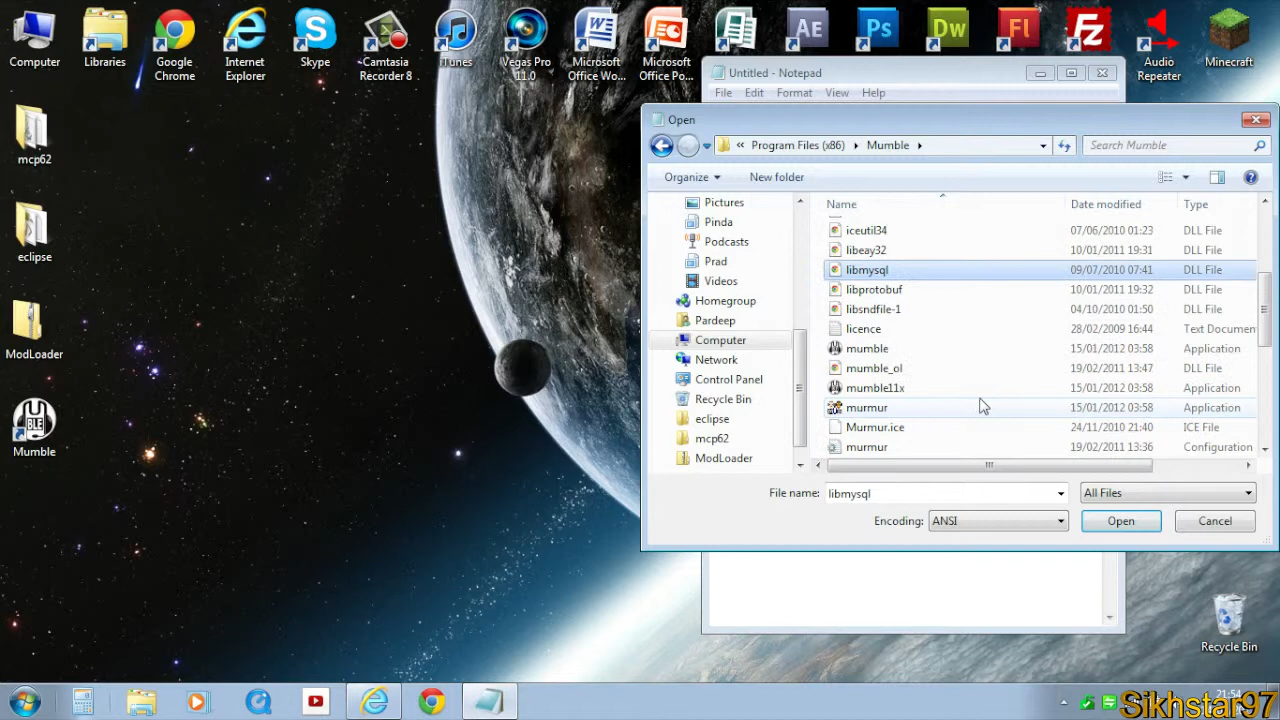 Computer
Libraries
Google
Chrome
Internet
Explorer
Skype
Camtasia
Recorder 8
iTunes
Vegas Pro
11.0
Microsoft
Office Wo...
Microsoft
Office Po...
Ae
Ps
Dw
Fl
Fz
Audio
Repeater
Minecraft
mcp62
eclipse
ModLoader
Mumble
Untitled - Notepad
File Edit Format View Help
Open
« Program Files (x86) Mumble
Search Mumble
Organize
New folder
Pictures
Pinda
Podcasts
Prad
Videos
Homegroup
Pardeep
Computer
Network
Control Panel
Recycle Bin
eclipse
mcp62
ModLoader
Name Date modified Type
iceutil34 07/06/2010 01:23 DLL File
libeay32 10/01/2011 19:31 DLL File
libmysql 09/07/2010 07:41 DLL File
libprotobuf 10/01/2011 19:32 DLL File
libsndfile-1 04/10/2010 01:50 DLL File
licence 16:44 Text Documen
mumble 15/01/2012 03:58 Application
mumble_ol 19/02/2011 13:47 DLL File
mumble11x 15/01/2012 03:58 Application
murmur 15/01/2012 03:58 Application
Murmur.ice 24/11/2010 21:40 ICE File
murmur 19/02/2011 13:36 Configuration
File name: libmysql
All Files
Encoding: ANSI
Open
Cancel
Recycle Bin
21:54
Sikhstar97